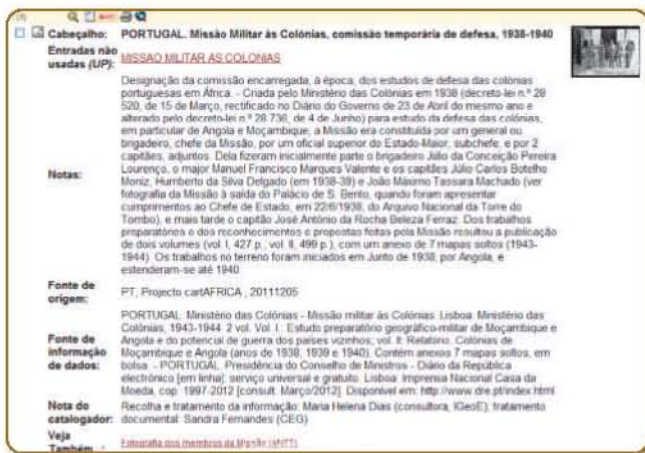 Cabeçalho: PORTUGAL. Missão Militar às Colónias, comissão temporária de defesa, 1938-1940
Entradas não usadas (UP): MISSAO MILITAR AS COLONIAS
Designação da comissão encarregada, à época, dos estudos de defesa das colónias
portuguesas em África. - Criada pelo Ministério das Colónias em 1938 (decreto-lei n.º 28
520, de 15 de Março, rectificado no Diário do Governo de 23 de Abril do mesmo ano e
alterado pelo decreto-lei n.º 28 736, de 4 de Junho) para estudo da defesa das colónias,
em particular de Angola e Moçambique, a Missão era constituída por um general ou
brigadeiro, chefe da Missão, por um oficial superior do Estado-Maior, subchefe, e por 2
capitães, adjuntos. Dela fizeram inicialmente parte o brigadeiro Júlio da Conceição Pereira
Lourenço, o major Manuel Francisco Marques Valente e os capitães Júlio Carlos Botelho
Notas: Moniz, Humberto da Silva Delgado (em 1938-39) e João Máximo Tassara Machado (ver
fotografia da Missão à saída do Palácio de S. Bento, quando foram apresentar
cumprimentos ao Chefe de Estado, em 22/6/1938, do Arquivo Nacional da Torre do
Tombo), e mais tarde o capitão José António da Rocha Beleza Ferraz. Dos trabalhos
preparatórios e dos reconhecimentos e propostas feitas pela Missão resultou a publicação
de dois volumes (vol. I, 427 p., vol. II, 499 p.), com um anexo de 7 mapas soltos (1943-
1944). Os trabalhos no terreno foram iniciados em Junho de 1938, por Angola, e
estenderam-se até 1940
Fonte de origem: PT, Projecto cartAFRICA , 20111205
PORTUGAL. Ministério das Colónias - Missão militar às Colónias. Lisboa: Ministério das
Colónias, 1943-1944. 2 vol. Vol. I.: Estudo preparatório geográfico-militar de Moçambique e
Fonte de Angola e do potencial de guerra dos países vizinhos; vol. II: Relatório. Colónias de
informação Moçambique e Angola (anos de 1938, 1939 e 1940). Contém anexos 7 mapas soltos, em
de dados: bolsa. - PORTUGAL. Presidência do Conselho de Ministros - Diário da República
electrónico [em linha]: serviço universal e gratuito. Lisboa: Imprensa Nacional Casa da
Moeda, cop. 1997-2012 [consult. Março/2012]. Disponível em: http://www.dre.pt/index.html
Nota do Recolha e tratamento da informação: Maria Helena Dias (consultora, IGeoE); tratamento
catalogador: documental: Sandra Fernandes (CEG)
Veja
Também Fotografia dos membros da Missão (ANTT)